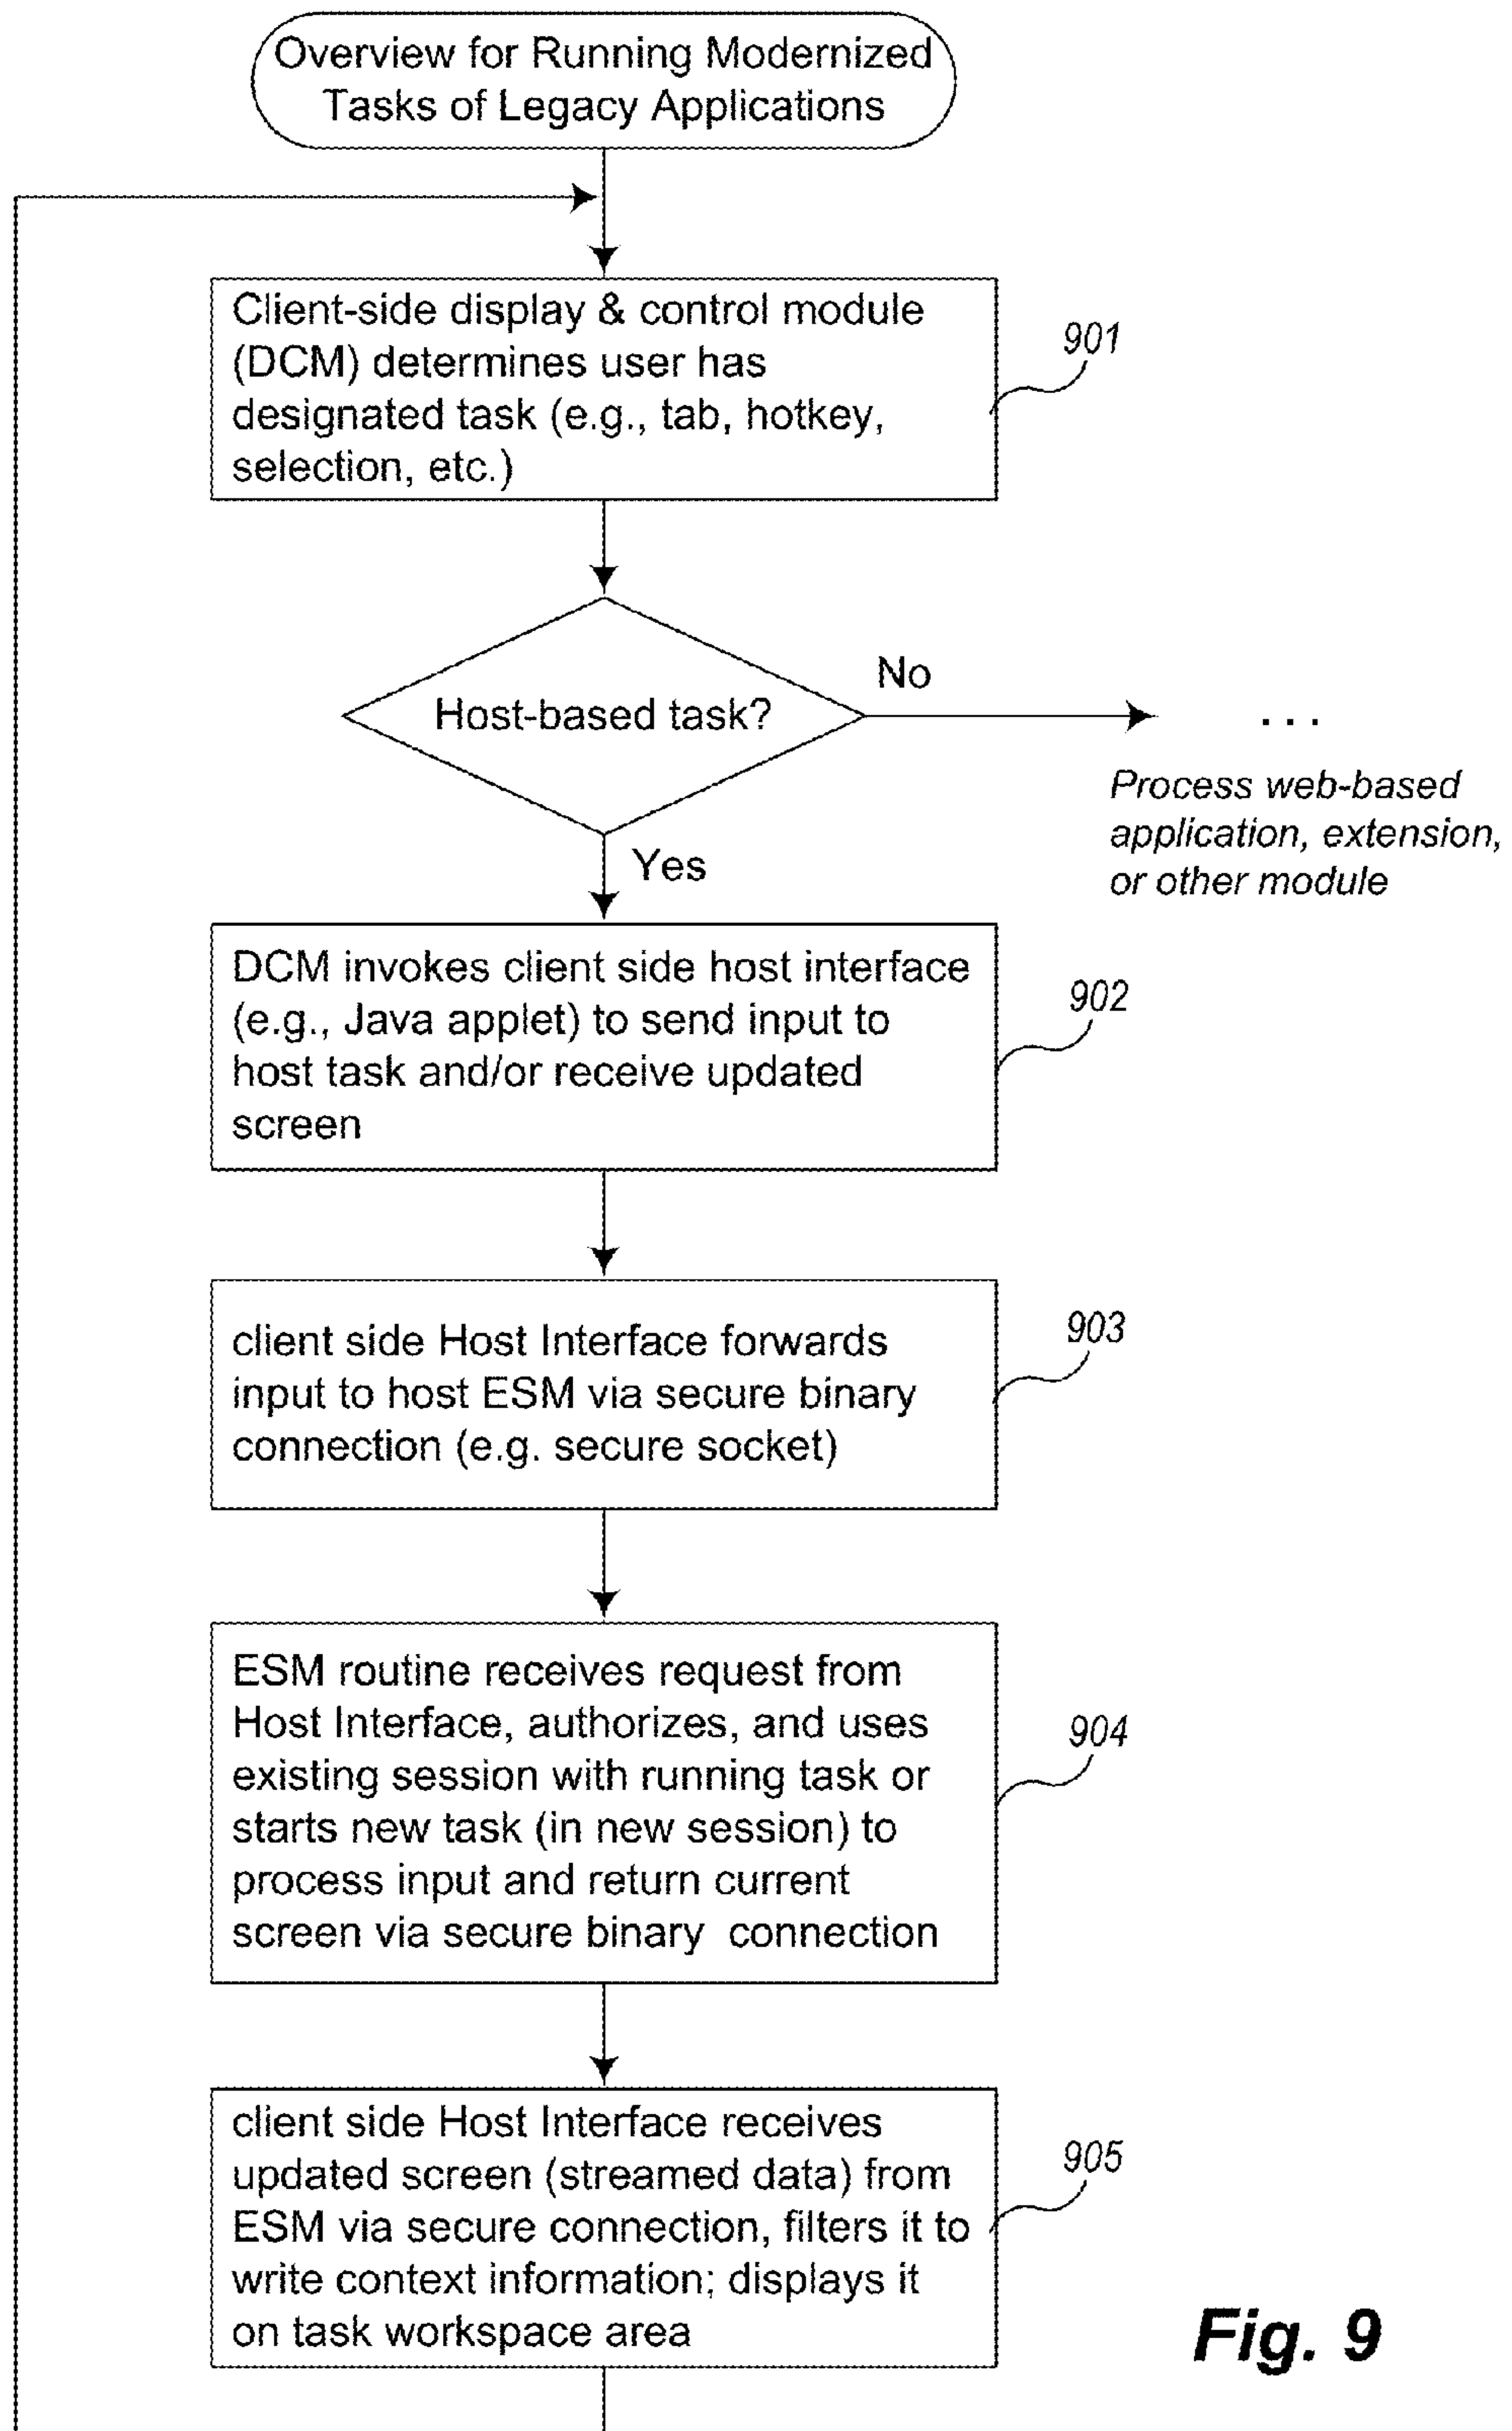 Overview for Running Modernized
Tasks of Legacy Applications
Client-side display & control module
(DCM) determines user has
designated task (e.g., tab, hotkey,
selection, etc.)
901
Host-based task?
No
. . .
Process web-based
application, extension,
or other module
Yes
DCM invokes client side host interface
(e.g., Java applet) to send input to
host task and/or receive updated
screen
902
client side Host Interface forwards
input to host ESM via secure binary
connection (e.g. secure socket)
903
ESM routine receives request from
Host Interface, authorizes, and uses
existing session with running task or
starts new task (in new session) to
process input and return current
screen via secure binary connection
904
client side Host Interface receives
updated screen (streamed data) from
ESM via secure connection, filters it to
write context information; displays it
on task workspace area
905
Fig. 9